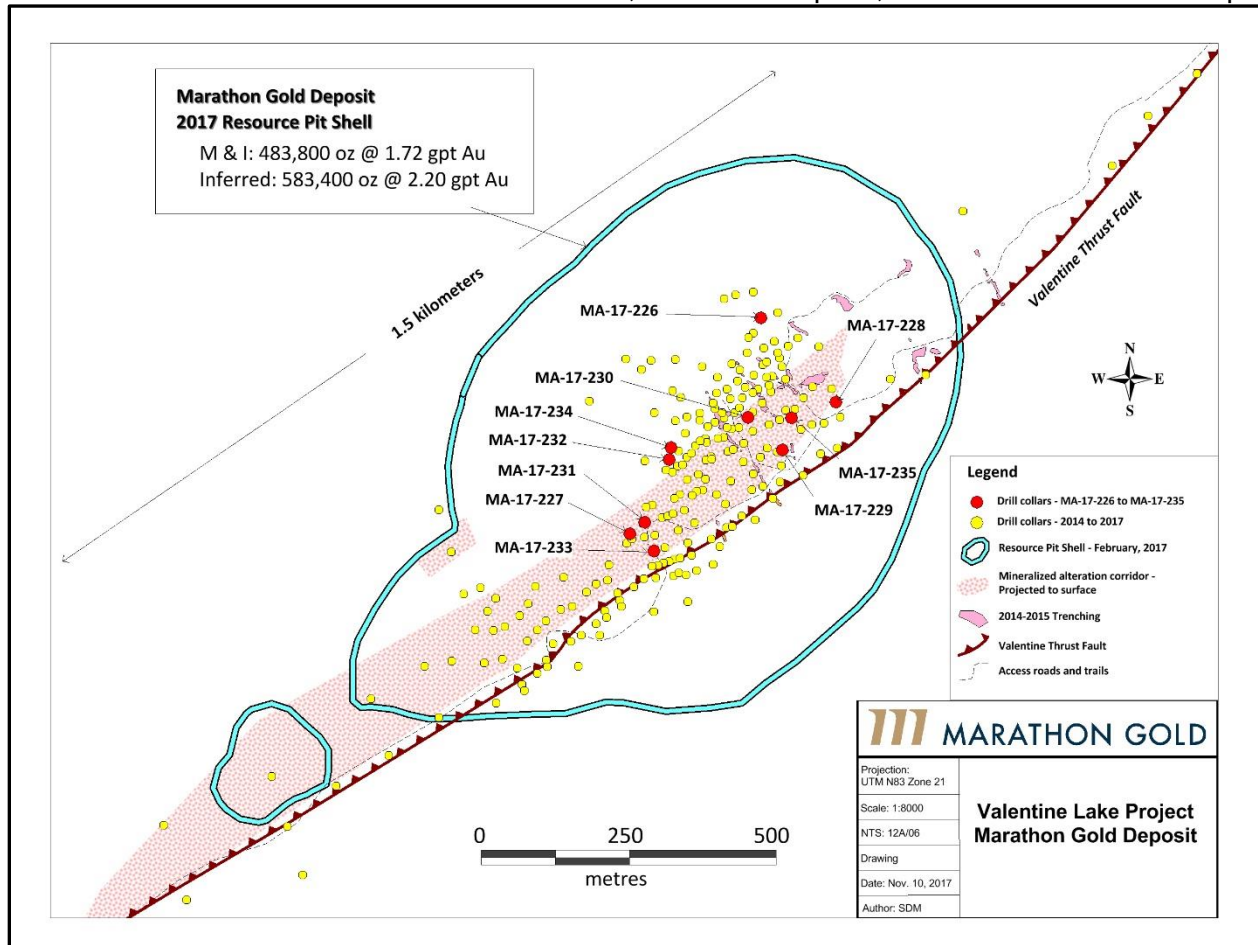 Marathon Gold Deposit
2017 Resource Pit Shell
M & I: 483,800 oz @ 1.72 gpt Au
Inferred: 583,400 oz @ 2.20 gpt Au
1.5 kilometers
Valentine Thrust Fault
MA-17-226
MA-17-228
MA-17-230
MA-17-234
MA-17-232
MA-17-231
MA-17-227
MA-17-233
MA-17-235
MA-17-229
N
W E
S
Legend
Drill collars - MA-17-226 to MA-17-235
Drill collars - 2014 to 2017
Resource Pit Shell - February, 2017
Mineralized alteration corridor -
Projected to surface
2014-2015 Trenching
Valentine Thrust Fault
Access roads and trails
0 250 500
metres
MARATHON GOLD
Projection:
UTM N83 Zone 21
Scale: 1:8000
NTS: 12A/06
Drawing
Date: Nov. 10, 2017
Author: SDM
Valentine Lake Project
Marathon Gold Deposit